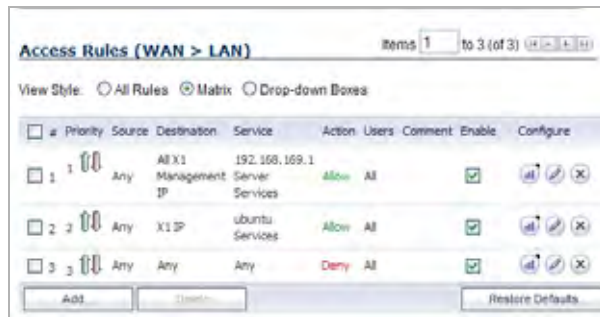 Access Rules (WAN > LAN)
Items 1 to 3 (of 3)
View Style: All Rules Matrix Drop-down Boxes
# Priority Source Destination Service Action Users Comment Enable Configure
1 1 Any All X1 Management IP 192.168.169.1 Server Services Allow All
2 2 Any X1 IP ubuntu Services Allow All
3 3 Any Any Any Deny All
Add... Delete Restore Defaults